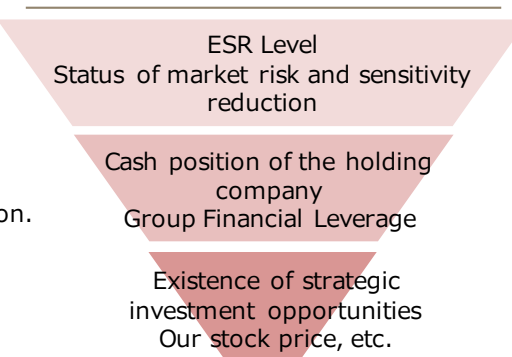 ESR Level
Status of market risk and sensitivity
reduction
Cash position of the holding
company
on.
Group Financial Leverage
Existence of strategic
investment opportunities
Our stock price, etc.